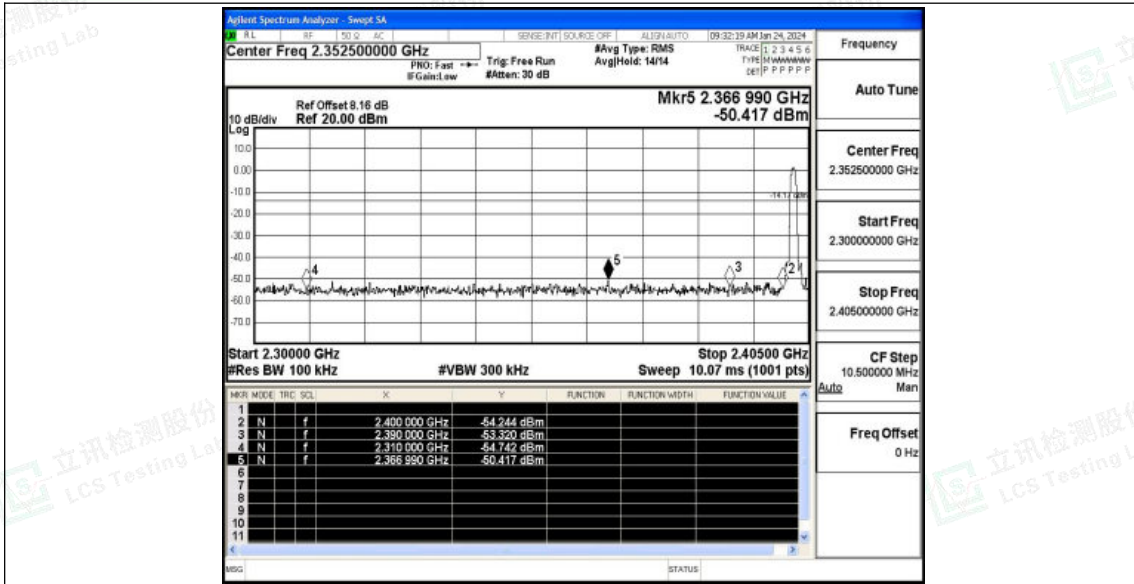 Agilent Spectrum Analyzer - Swept SA
RL RF 50 Ω AC SENSE:INT SOURCE OFF ALIGNAUTO 09:32:19 AM Jan 24, 2024
Center Freq 2.352500000 GHz
#Avg Type: RMS
TRACE 1 2 3 4 5 6
PNO: Fast
Trig: Free Run
Avg|Hold: 14/14
TYPE M WWWWW
IFGain:Low
#Atten: 30 dB
DET P P P P P P
Mkr5 2.366 990 GHz
-50.417 dBm
Ref Offset 8.16 dB
10 dB/div Ref 20.00 dBm
Log
10.0
0.00
-10.0
-20.0
-30.0
-40.0
-50.0
-60.0
-70.0
4
5
3
2
Start 2.30000 GHz Stop 2.40500 GHz
#Res BW 100 kHz #VBW 300 kHz Sweep 10.07 ms (1001 pts)
MKR MODE TRC SCL X Y FUNCTION FUNCTION WIDTH FUNCTION VALUE
1
2 N f 2.400 000 GHz -54.244 dBm
3 N f 2.390 000 GHz -53.320 dBm
4 N f 2.310 000 GHz -54.742 dBm
5 N f 2.366 990 GHz -50.417 dBm
6
7
8
9
10
11
MSG STATUS
Frequency
Auto Tune
Center Freq
2.352500000 GHz
Start Freq
2.300000000 GHz
Stop Freq
2.405000000 GHz
CF Step
10.500000 MHz
Auto Man
Freq Offset
0 Hz
立讯检测股份
LCS Testing Lab
立讯检测股份
LCS Testing L